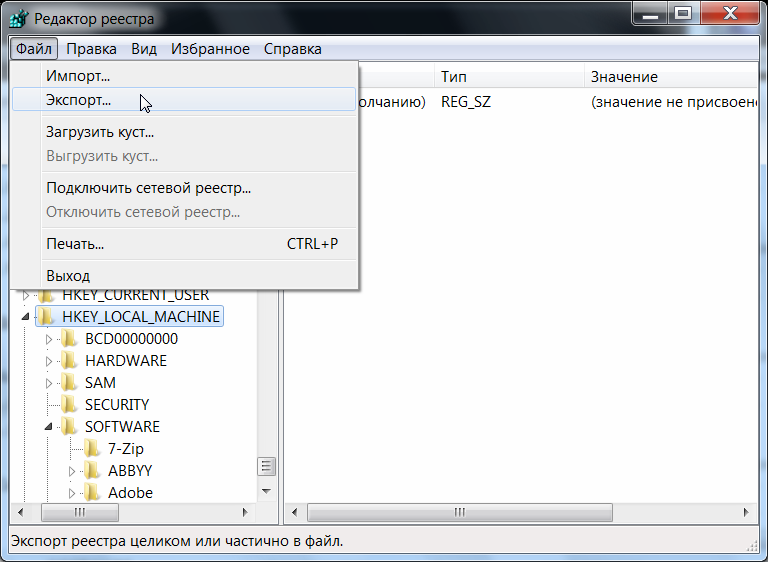 Редактор реестра
Файл Правка Вид Избранное Справка
Импорт...
Экспорт...
Загрузить куст...
Выгрузить куст...
Подключить сетевой реестр...
Отключить сетевой реестр...
Печать... CTRL+P
Выход
Тип Значение
олчанию) REG_SZ (значение не присвоено
HKEY_CURRENT_USER
HKEY_LOCAL_MACHINE
BCD00000000
HARDWARE
SAM
SECURITY
SOFTWARE
7-Zip
ABBYY
Adobe
Экспорт реестра целиком или частично в файл.